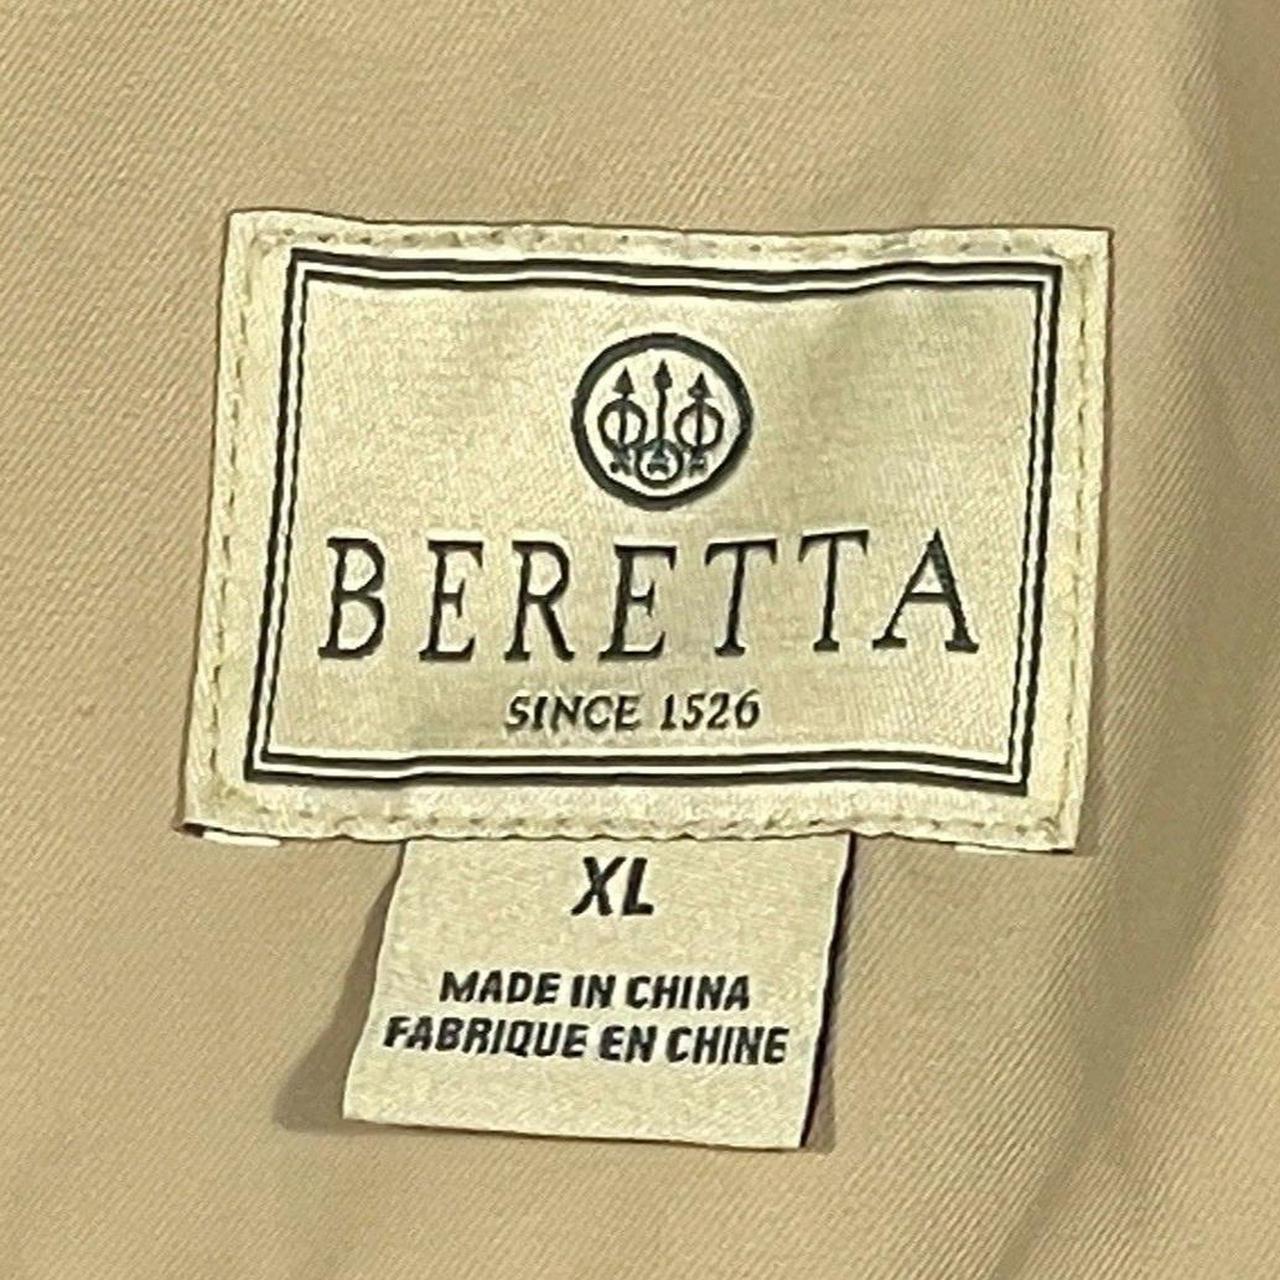 BERETTA
SINCE 1526
XL
MADE IN CHINA
FABRIQUE EN CHINE